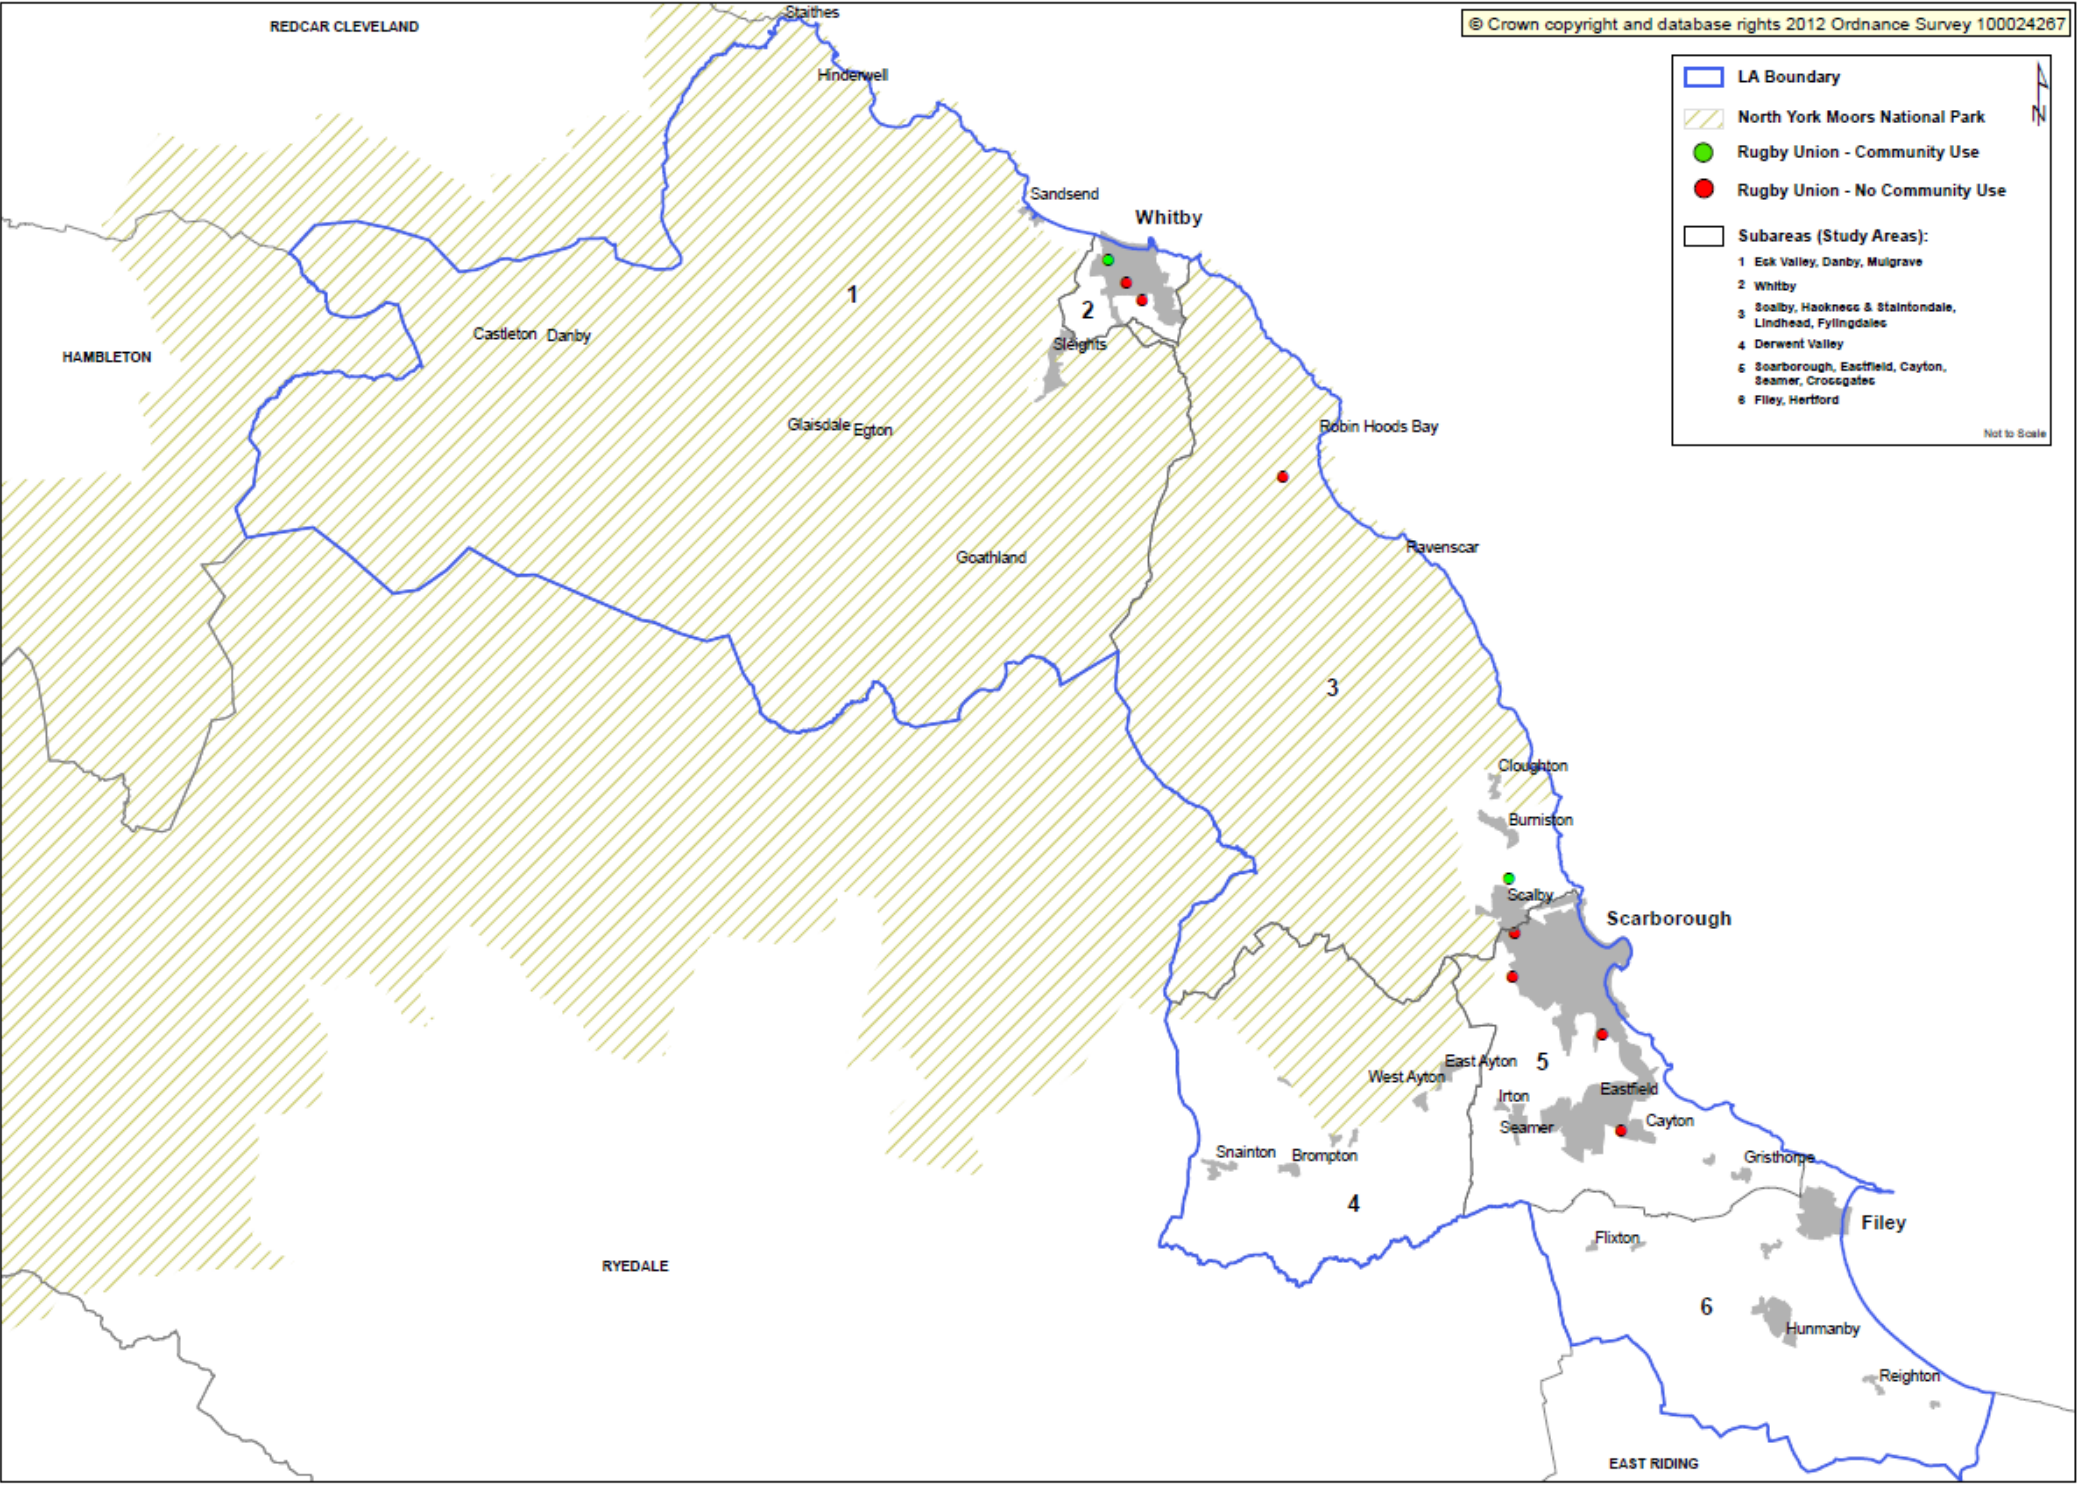 Staithes
REDCAR CLEVELAND
© Crown copyright and database rights 2012 Ordnance Survey 100024267
Hinderwell
LA Boundary
N
North York Moors National Park
Rugby Union - Community Use
Rugby Union - No Community Use
Subareas (Study Areas):
1 Esk Valley, Danby, Mulgrave
2 Whitby
3 Scalby, Hackness & Staintondale,
Lindhead, Fylingdales
4 Derwent Valley
5 Scarborough, Eastfield, Cayton,
Seamer, Crossgates
6 Filey, Hertford
Not to Scale
Sandsend
Whitby
1
2
Castleton Danby
Sleights
HAMBLETON
Glaisdale Egton
Robin Hoods Bay
Goathland
Ravenscar
3
Cloughton
Burniston
Scalby
Scarborough
East Ayton
5
West Ayton
Eastfield
Irton
Seamer
Cayton
Snainton Brompton
Gristhorpe
4
Filey
Flixton
RYEDALE
6
Hunmanby
Reighton
EAST RIDING